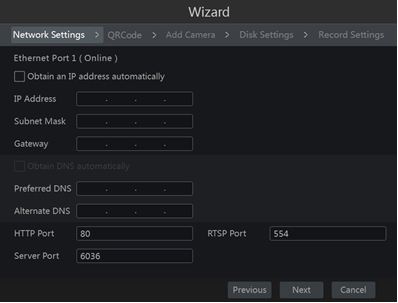 Wizard
Network Settings > QRCode > Add Camera > Disk Settings > Record Settings
Ethernet Port 1 ( Online )
Obtain an IP address automatically
IP Address . . .
Subnet Mask . . .
Gateway . . .
Obtain DNS automatically
Preferred DNS . . .
Alternate DNS . . .
HTTP Port 80 RTSP Port 554
Server Port 6036
Previous Next Cancel